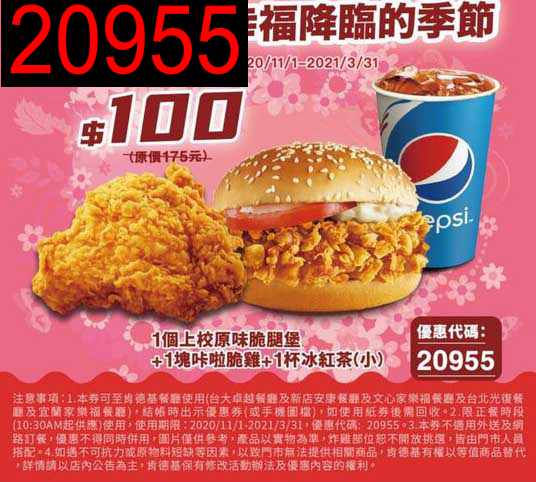 20955
幸福降臨的季節
20/11/1-2021/3/31
$100
(原價175元)
epsi
1個上校原味脆腿堡
+1塊咔啦脆雞+1杯冰紅茶(小)
優惠代碼：
20955
注意事項：1.本券可至肯德基餐廳使用(台大卓越餐廳及新店安康餐廳及文心家樂福餐廳及台北光復餐
廳及宜蘭家樂福餐廳)，結帳時出示優惠券(或手機圖檔)，如使用紙券後需回收。2.限正餐時段
(10:30AM起供應)使用，使用期限：2020/11/1-2021/3/31，優惠代碼：20955。3.本券不適用外送及網
路訂餐，優惠不得同時併用，圖片僅供參考，產品以實物為準，炸雞部位恕不開放挑選，皆由門市人員
搭配。4.如遇不可抗力或原物料短缺等因素，以致門市無法提供相關商品，肯德基有權以等值商品替代
，詳情請以店內公告為主，肯德基保有修改活動辦法及優惠內容的權利。